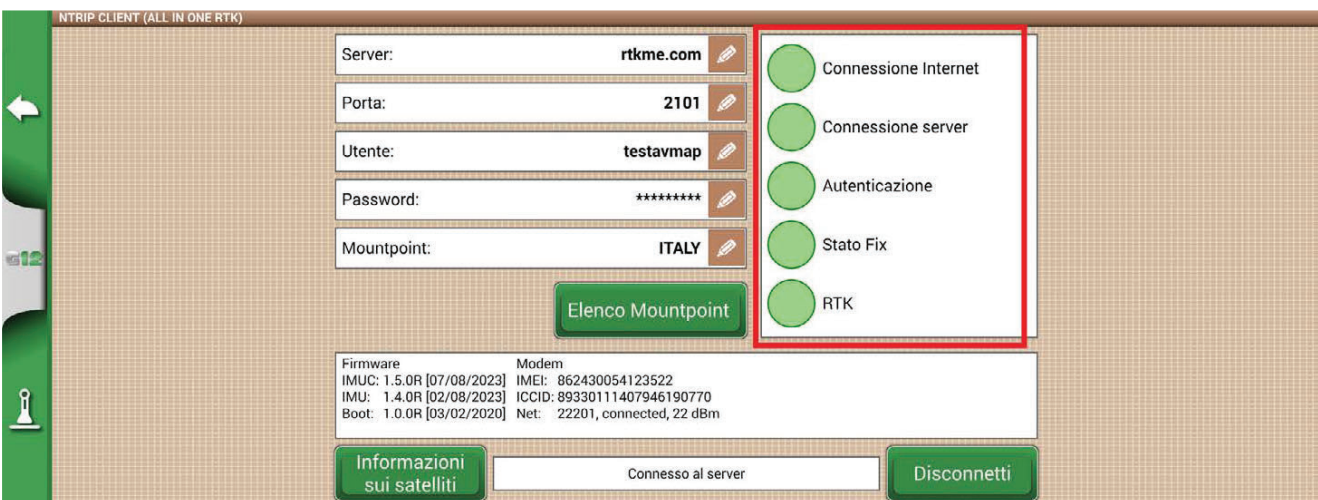 NTRIP CLIENT (ALL IN ONE RTK)
Server: rtkme.com
Porta: 2101
Utente: testavmap
Password: *********
Mountpoint: ITALY
Elenco Mountpoint
Connessione Internet
Connessione server
Autenticazione
Stato Fix
RTK
G12
Firmware
IMUC: 1.5.0R [07/08/2023]
IMU: 1.4.0R [02/08/2023]
Boot: 1.0.0R [03/02/2020]
Modem
IMEI: 862430054123522
ICCID: 89330111407946190770
Net: 22201, connected, 22 dBm
Informazioni
sui satelliti
Connesso al server
Disconnetti